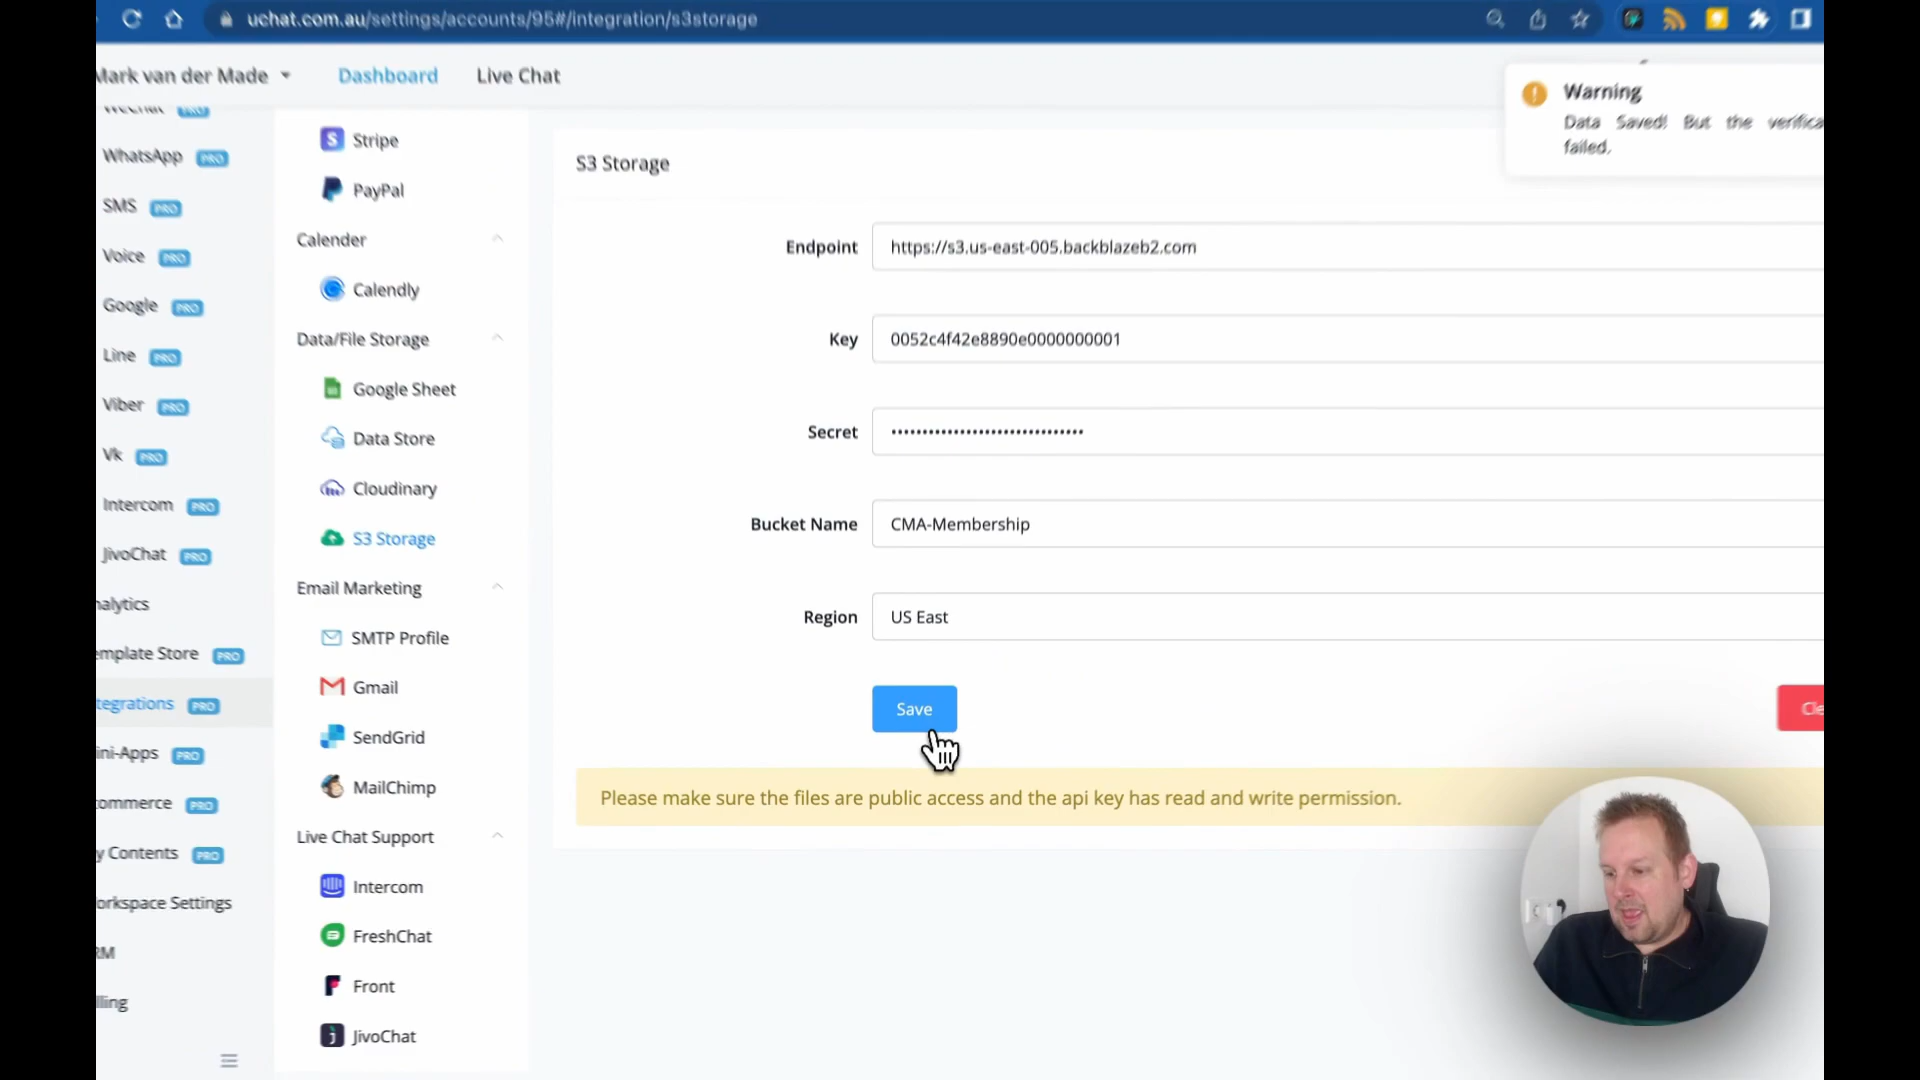 uchat.com.au/settings/accounts/95#/integration/s3storage
Mark van der Made
Dashboard
Live Chat
Warning
Data Saved! But the verifica
failed.
WeChat PRO
WhatsApp PRO
SMS PRO
Voice PRO
Google PRO
Line PRO
Viber PRO
Vk PRO
Intercom PRO
JivoChat PRO
nalytics
emplate Store PRO
tegrations PRO
ini-Apps PRO
commerce PRO
y Contents PRO
orkspace Settings
RM
lling
Stripe
PayPal
Calender
Calendly
Data/File Storage
Google Sheet
Data Store
Cloudinary
S3 Storage
Email Marketing
SMTP Profile
Gmail
SendGrid
MailChimp
Live Chat Support
Intercom
FreshChat
Front
JivoChat
S3 Storage
Endpoint https://s3.us-east-005.backblazeb2.com
Key 0052c4f42e8890e0000000001
Secret •••••••••••••••••••••••••••••••
Bucket Name CMA-Membership
Region US East
Save
Cle
Please make sure the files are public access and the api key has read and write permission.